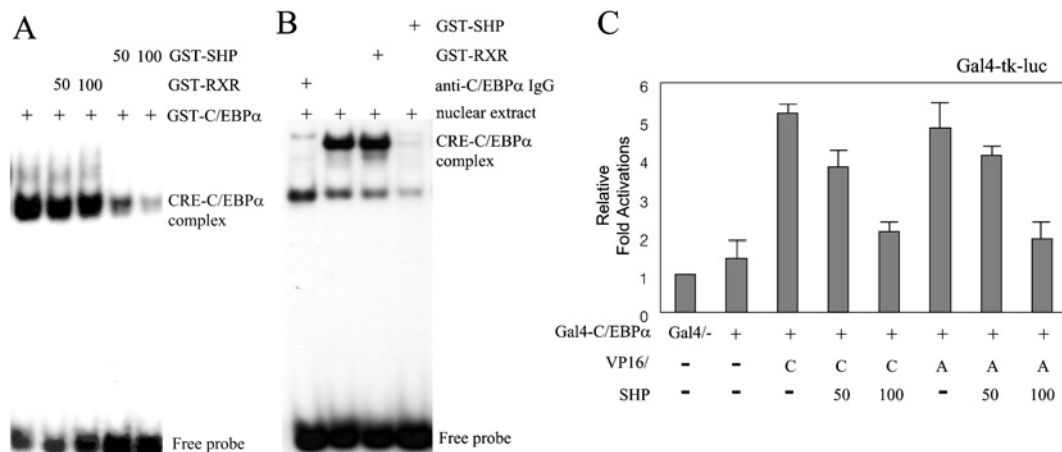 A
50 100 GST-SHP
50 100 GST-RXR
+ + + + + GST-C/EBPα
CRE-C/EBPα
complex
Free probe
B
+ GST-SHP
+ GST-RXR
+ anti-C/EBPα IgG
+ + + + nuclear extract
CRE-C/EBPα
complex
Free probe
C
Gal4-tk-luc
Relative
Fold Activations
6
5
4
2
1
0
Gal4-C/EBPα Gal4/- + + + + + + +
VP16/ - - C C C A A A
SHP - - - 50 100 - 50 100